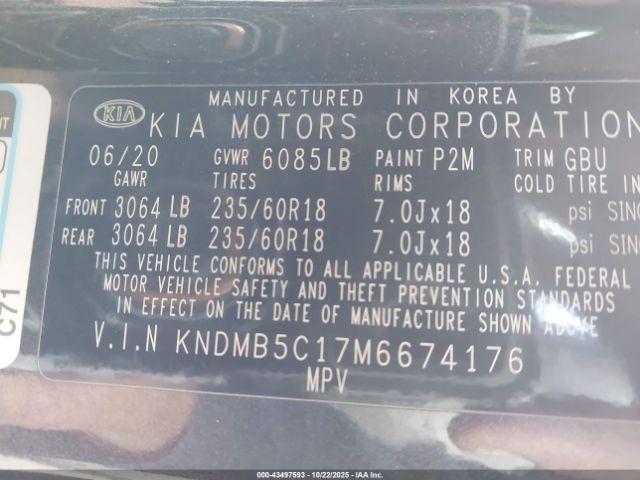 MANUFACTURED IN KOREA BY
KIA KIA MOTORS CORPORATION
06/20 GVWR 6085LB PAINT P2M TRIM GBU
GAWR TIRES RIMS COLD TIRE IN
FRONT 3064 LB 235/60R18 7.0Jx18 psi SING
REAR 3064 LB 235/60R18 7.0Jx18 psi SING
THIS VEHICLE CONFORMS TO ALL APPLICABLE U.S.A. FEDERAL
MOTOR VEHICLE SAFETY AND THEFT PREVENTION STANDARDS
IN EFFECT ON THE DATE OF MANUFACTURE SHOWN ABOVE.
V.I.N KNDMB5C17M6674176
MPV
C71
000-43497593 - 10/22/2025 - IAA, Inc.